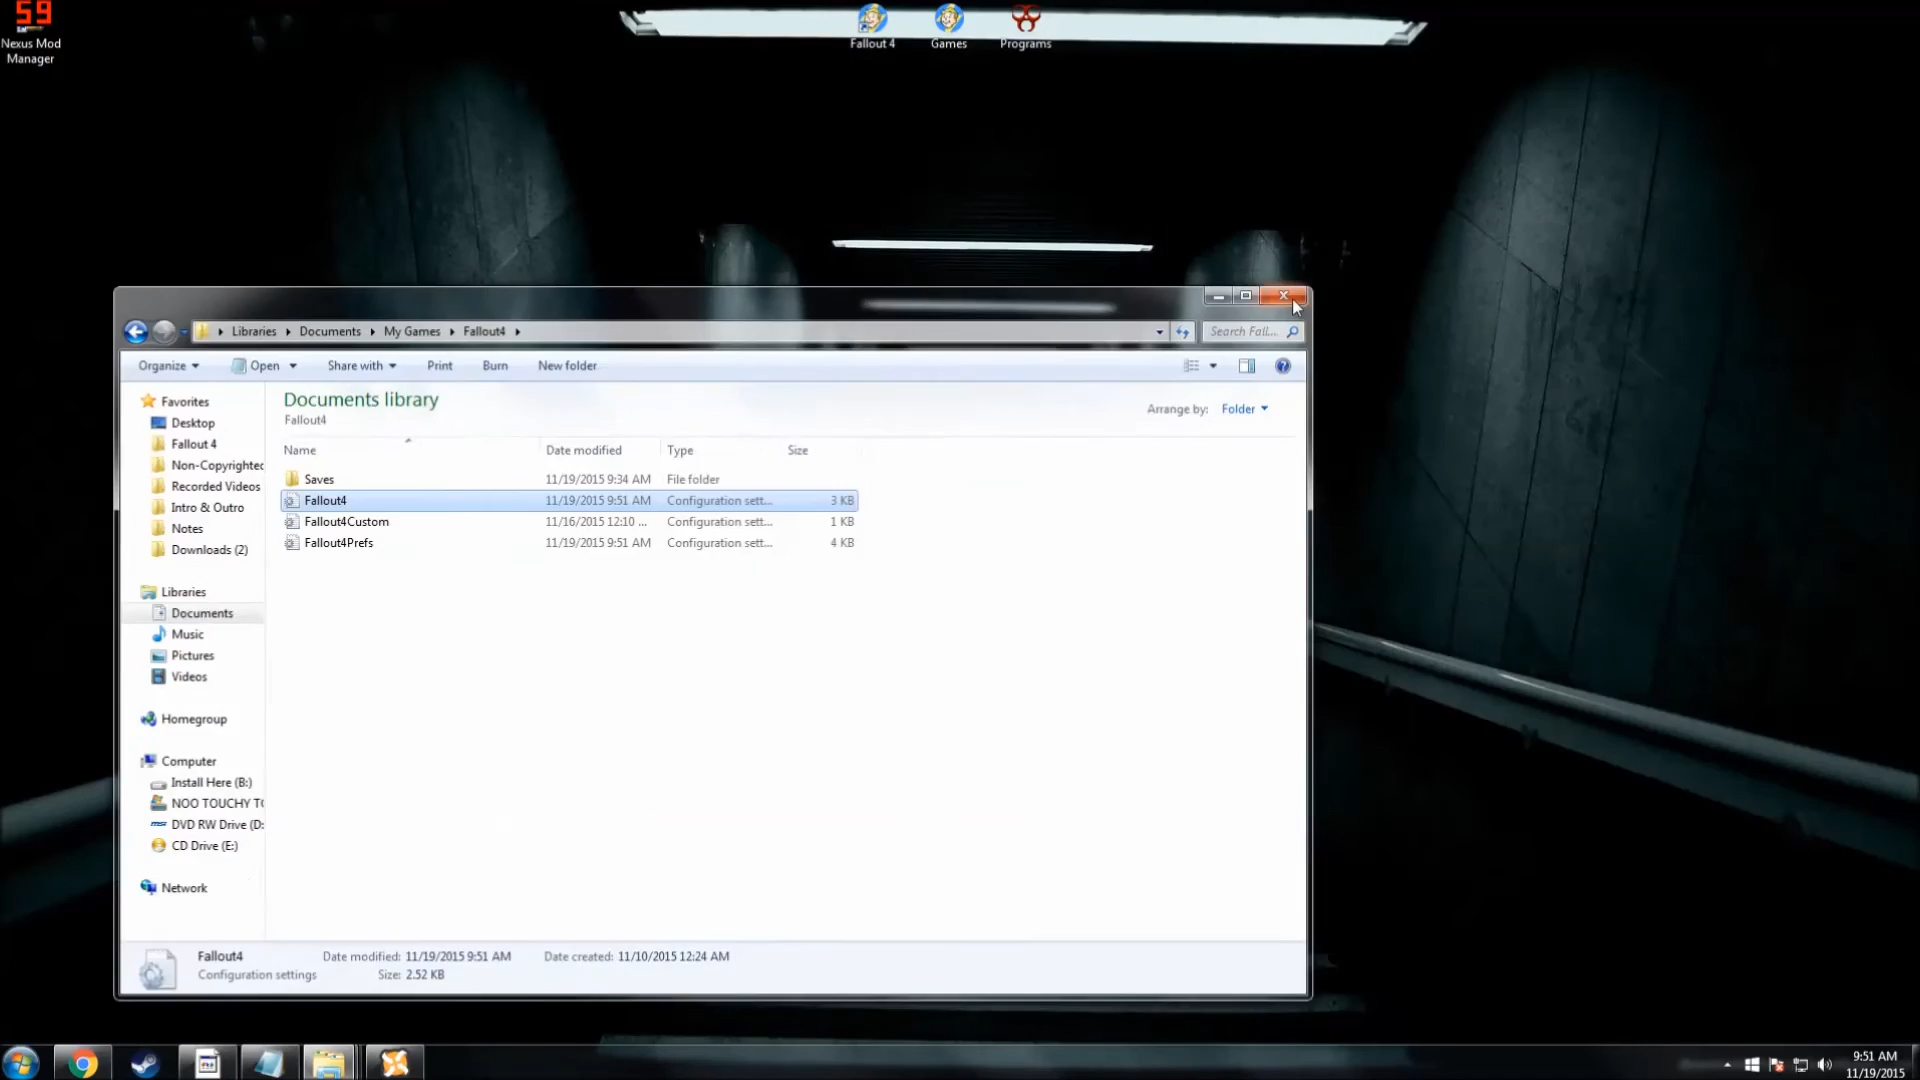 59
Nexus Mod
Manager
Fallout 4
Games
Programs
Libraries Documents My Games Fallout4
Search Fall...
Organize Open Share with Print Burn New folder
Documents library
Fallout4
Arrange by: Folder
Name Date modified Type Size
Saves 11/19/2015 9:34 AM File folder
Fallout4 11/19/2015 9:51 AM Configuration sett... 3 KB
Fallout4Custom 11/16/2015 12:10 ... Configuration sett... 1 KB
Fallout4Prefs 11/19/2015 9:51 AM Configuration sett... 4 KB
Favorites
Desktop
Fallout 4
Non-Copyrighted
Recorded Videos
Intro & Outro
Notes
Downloads (2)
Libraries
Documents
Music
Pictures
Videos
Homegroup
Computer
Install Here (B:)
NOO TOUCHY TO
DVD RW Drive (D:
CD Drive (E:)
Network
Fallout4 Date modified: 11/19/2015 9:51 AM Date created: 11/10/2015 12:24 AM
Configuration settings Size: 2.52 KB
9:51 AM
11/19/2015